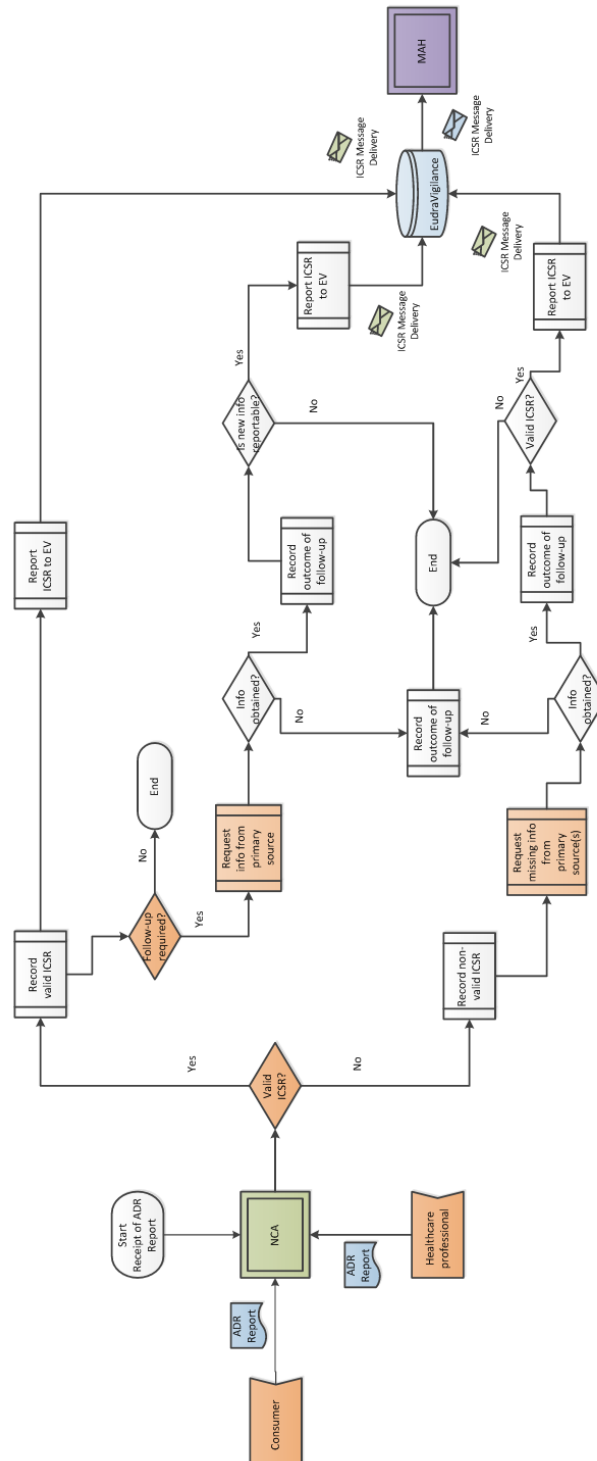 Start
Receipt of ADR
Report
Consumer
ADR
Report
NCA
ADR
Report
Healthcare
professional
Valid
ICSR?
Yes
No
Record
valid ICSR
Report
ICSR to EV
Follow-up
required?
No
End
Yes
Request
info from
primary
source
Info
obtained?
Yes
No
Record
outcome of
follow-up
Is new info
reportable?
Yes
No
Report ICSR
to EV
ICSR Message
Delivery
Record
outcome of
follow-up
End
Record non-
valid ICSR
Request
missing info
from
primary
source(s)
Info
obtained?
No
Yes
Record
outcome of
follow-up
Valid ICSR?
No
Yes
Report ICSR
to EV
ICSR Message
Delivery
EudraVigilance
ICSR Message
Delivery
ICSR Message
Delivery
MAH